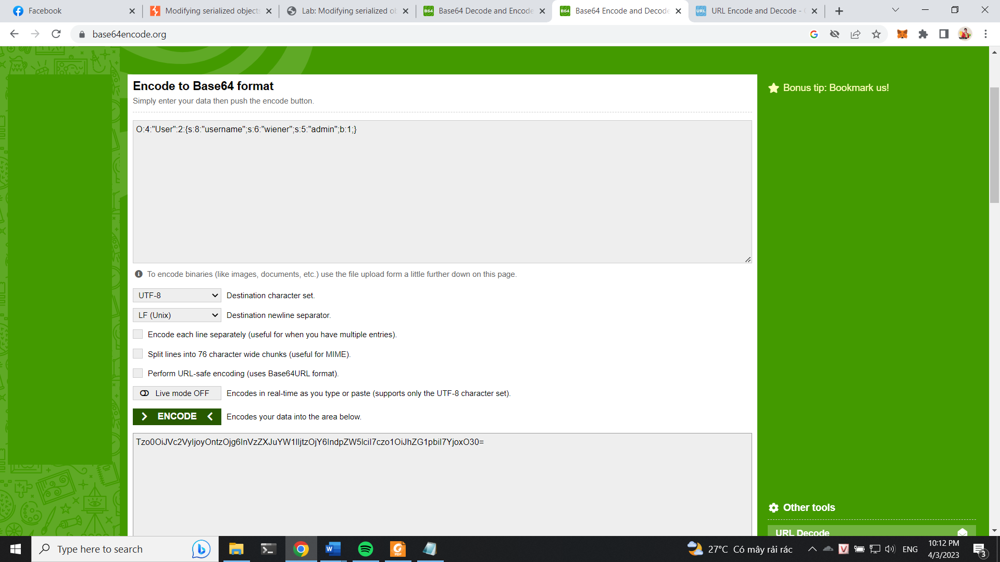 Facebook
Modifying serialized objects
Lab: Modifying serialized ob
B64 Base64 Decode and Encode
B64 Base64 Encode and Decode
URL URL Encode and Decode -
base64encode.org
Encode to Base64 format
Simply enter your data then push the encode button.
O:4:"User":2:{s:8:"username";s:6:"wiener";s:5:"admin";b:1;}
To encode binaries (like images, documents, etc.) use the file upload form a little further down on this page.
UTF-8 Destination character set.
LF (Unix) Destination newline separator.
Encode each line separately (useful for when you have multiple entries).
Split lines into 76 character wide chunks (useful for MIME).
Perform URL-safe encoding (uses Base64URL format).
Live mode OFF Encodes in real-time as you type or paste (supports only the UTF-8 character set).
ENCODE Encodes your data into the area below.
Tzo0OiJVc2VyIjoyOntzOjg6InVzZXJuYW1lIjtzOjY6IndpZW5lciI7czo1OiJhZG1pbiI7YjoxO30=
Bonus tip: Bookmark us!
Other tools
URL Decode
Type here to search
27°C Có mây rải rác
ENG
10:12 PM
4/3/2023
3